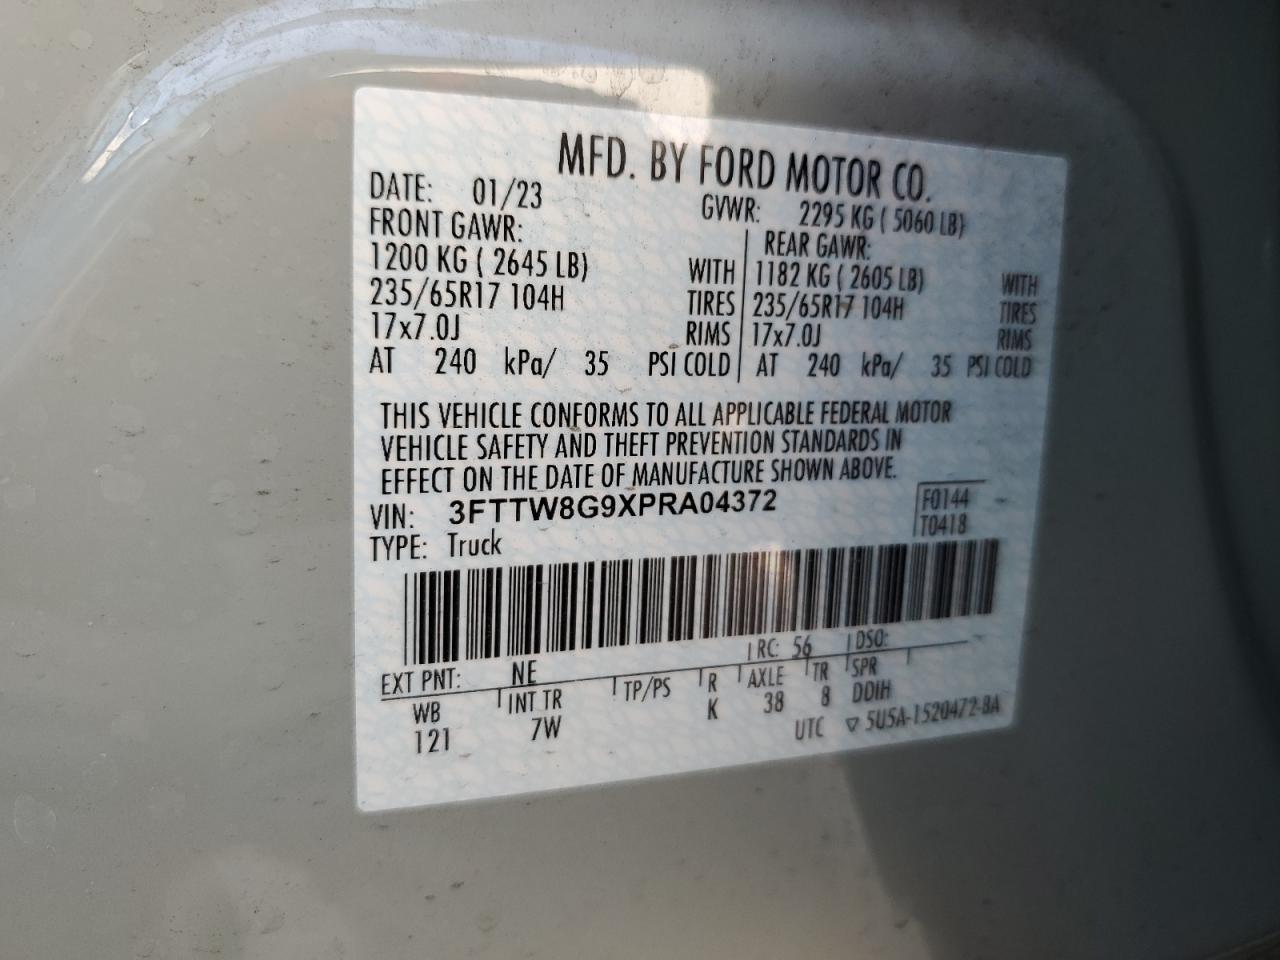 MFD. BY FORD MOTOR CO.
DATE: 01/23 GVWR: 2295 KG ( 5060 LB)
FRONT GAWR: REAR GAWR:
1200 KG ( 2645 LB) WITH 1182 KG ( 2605 LB) WITH
235/65R17 104H TIRES 235/65R17 104H TIRES
17x7.0J RIMS 17x7.0J RIMS
AT 240 kPa/ 35 PSI COLD AT 240 kPa/ 35 PSI COLD
THIS VEHICLE CONFORMS TO ALL APPLICABLE FEDERAL MOTOR
VEHICLE SAFETY AND THEFT PREVENTION STANDARDS IN
EFFECT ON THE DATE OF MANUFACTURE SHOWN ABOVE.
VIN: 3FTTW8G9XPRA04372 F0144
TYPE: Truck T0418
EXT PNT: NE RC: 56 DSO:
WB INT TR TP/PS R AXLE TR SPR
121 7W K 38 8 DDIH
UTC ▽ 5U5A-1520472-BA